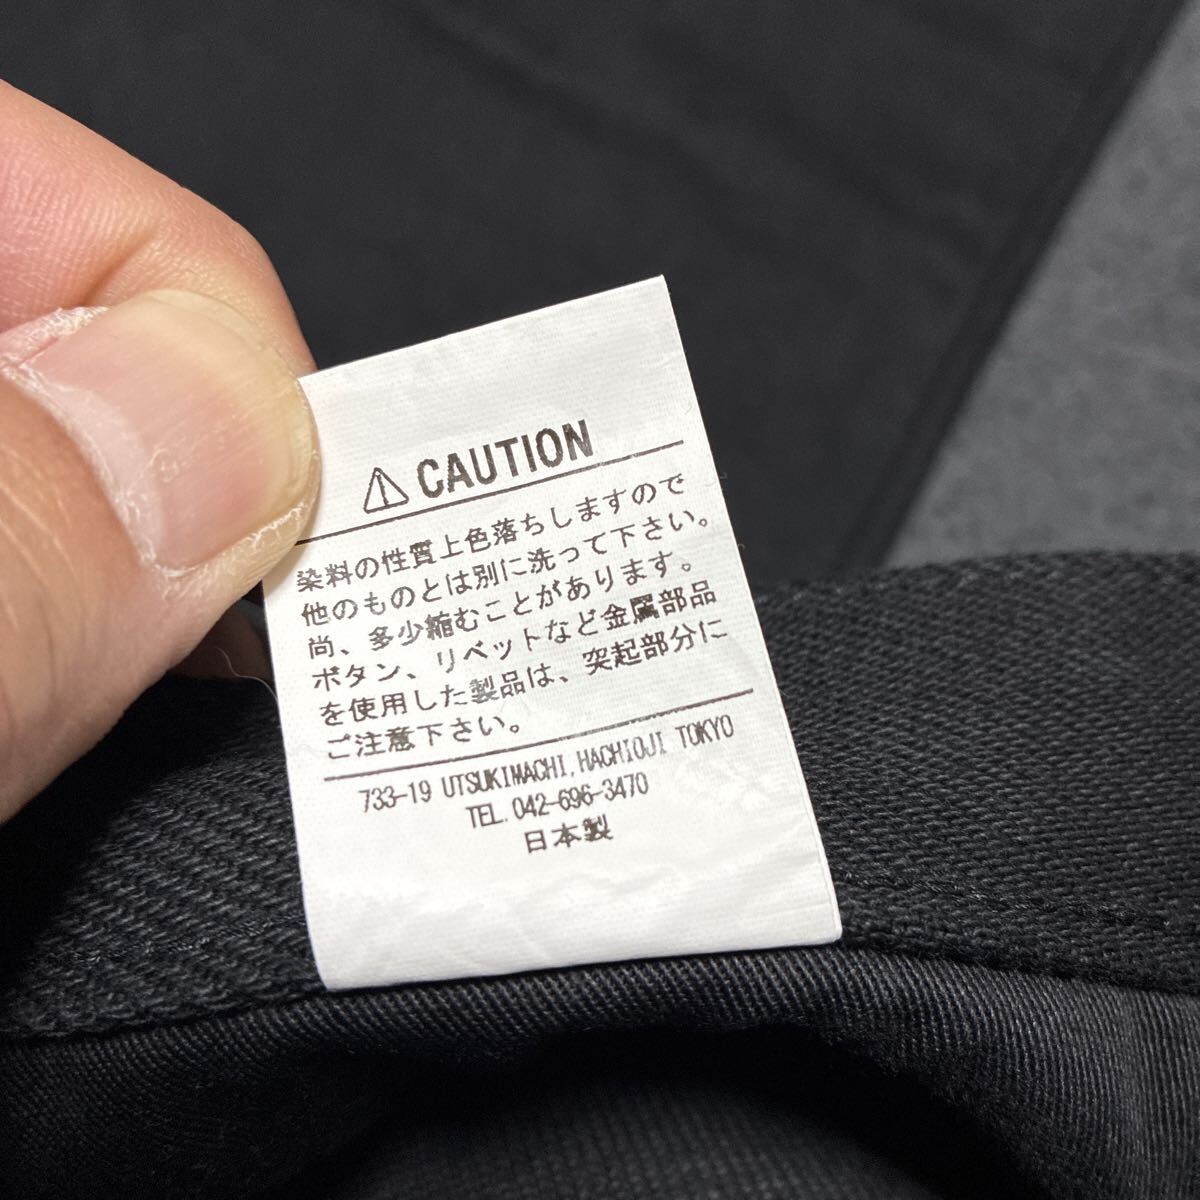 ⚠ CAUTION
染料の性質上色落ちしますので
他のものとは別に洗って下さい。
尚、多少縮むことがあります。
ボタン、リベットなど金属部品
を使用した製品は、突起部分に
ご注意下さい。
733-19 UTSUKIMACHI, HACHIOJI TOKYO
TEL. 042-696-3470
日本製